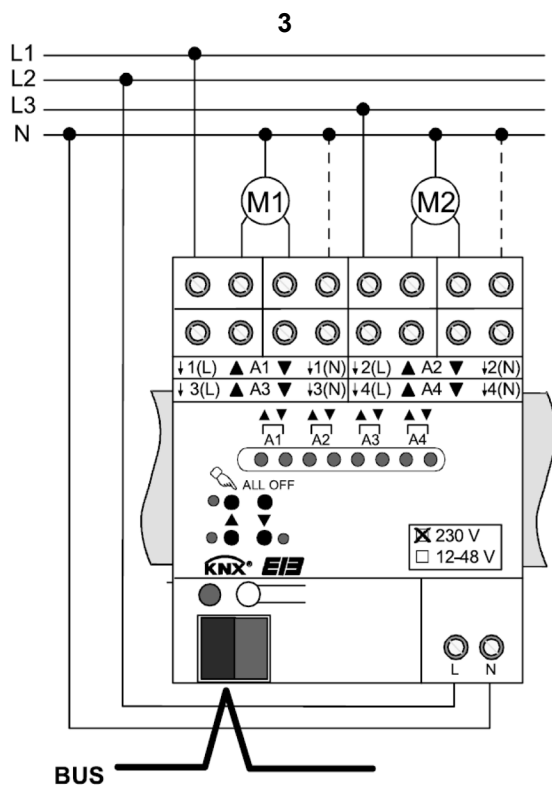 3
L1
L2
L3
N
M1 M2
↓1(L) ▲ A1 ▼ ↓1(N) ↓2(L) ▲ A2 ▼ ↓2(N)
↓3(L) ▲ A3 ▼ ↓3(N) ↓4(L) ▲ A4 ▼ ↓4(N)
▲▼ ▲▼ ▲▼ ▲▼
A1 A2 A3 A4
ALL OFF
▲ ▼
230 V
12-48 V
KNX® EIB
L N
BUS